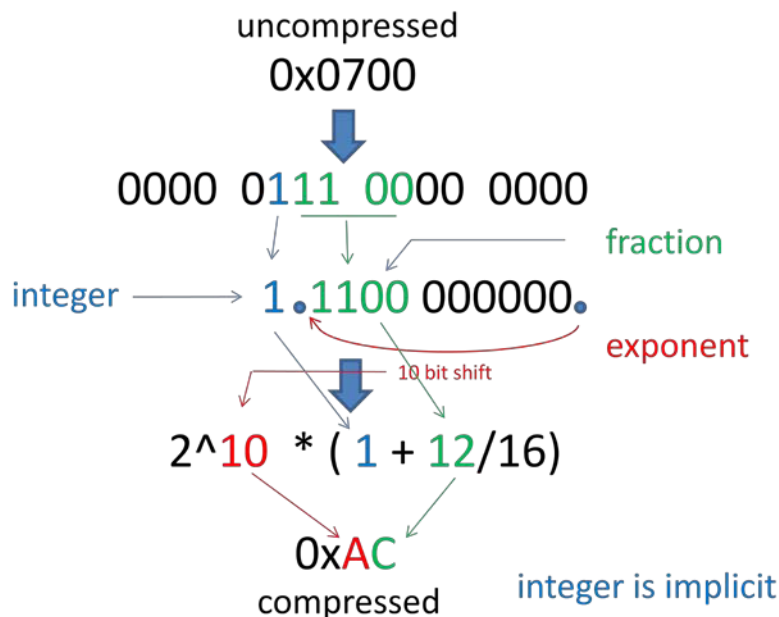 uncompressed
0x0700
0000 0111 0000 0000
fraction
integer
1.1100 000000.
exponent
10 bit shift
2^10 * ( 1 + 12/16)
0xAC
compressed
integer is implicit